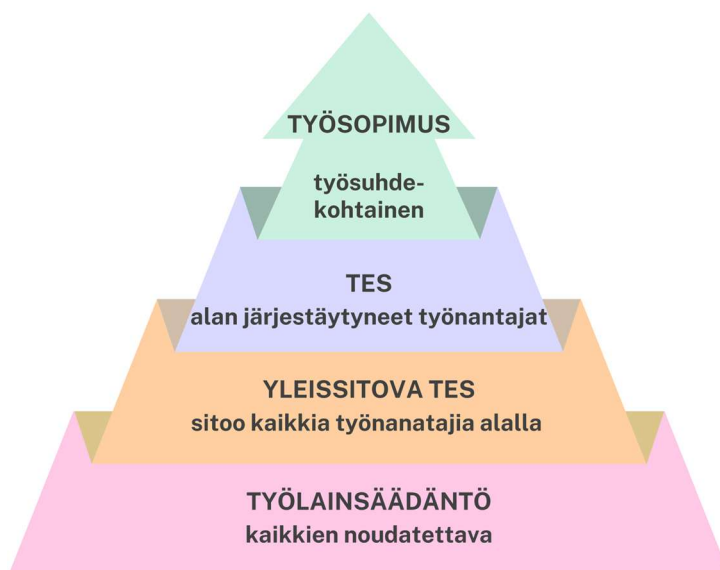 TYÖSOPIMUS
työsuhde-
kohtainen
TES
alan järjestäytyneet työnantajat
YLEISSITOVA TES
sitoo kaikkia työnanatajia alalla
TYÖLAINSÄÄDÄNTÖ
kaikkien noudatettava